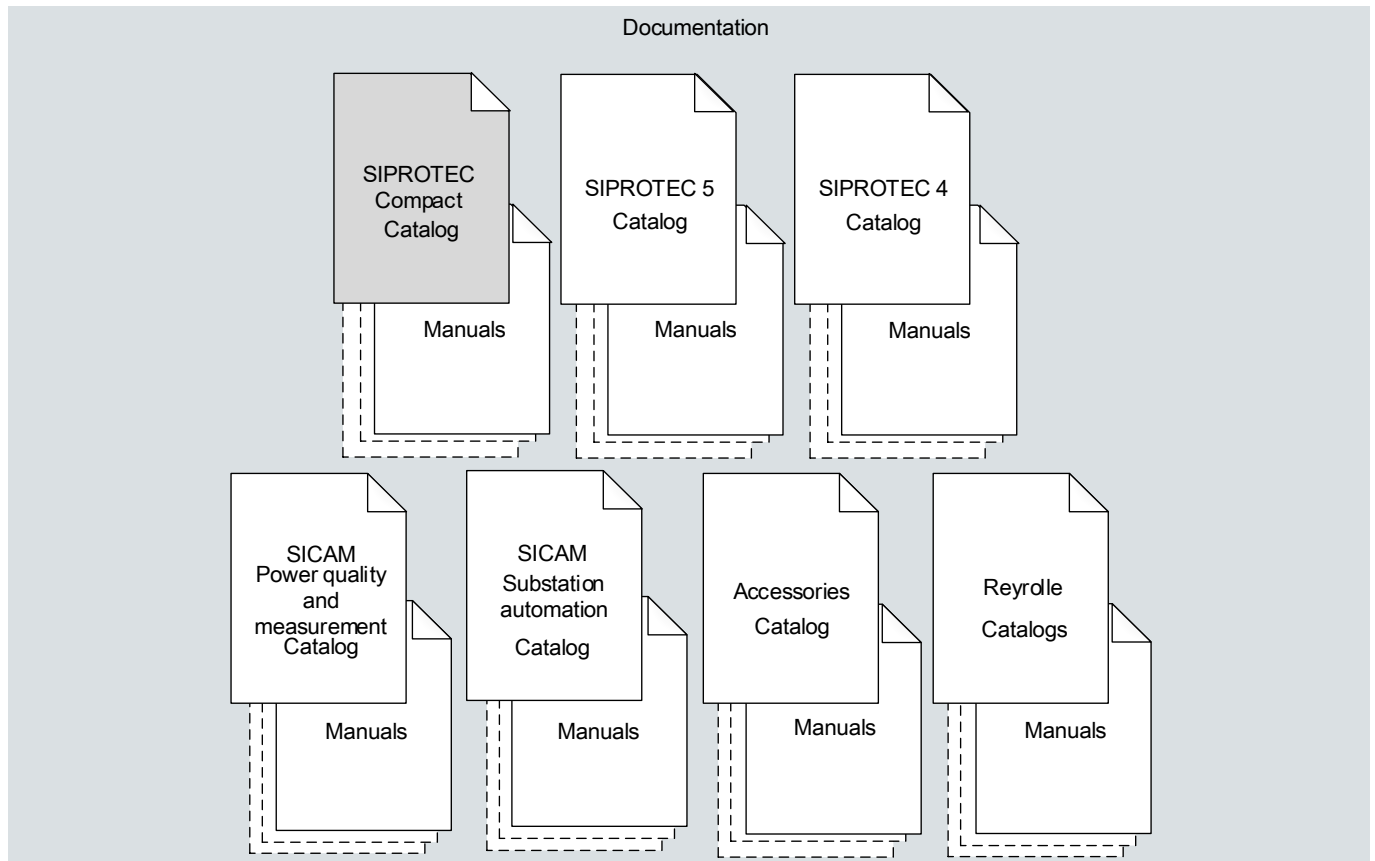 Documentation
SIPROTEC
Compact
Catalog
Manuals
SIPROTEC 5
Catalog
Manuals
SIPROTEC 4
Catalog
Manuals
SICAM
Power quality
and
measurement
Catalog
Manuals
SICAM
Substation
automation
Catalog
Manuals
Accessories
Catalog
Manuals
Reyrolle
Catalogs
Manuals